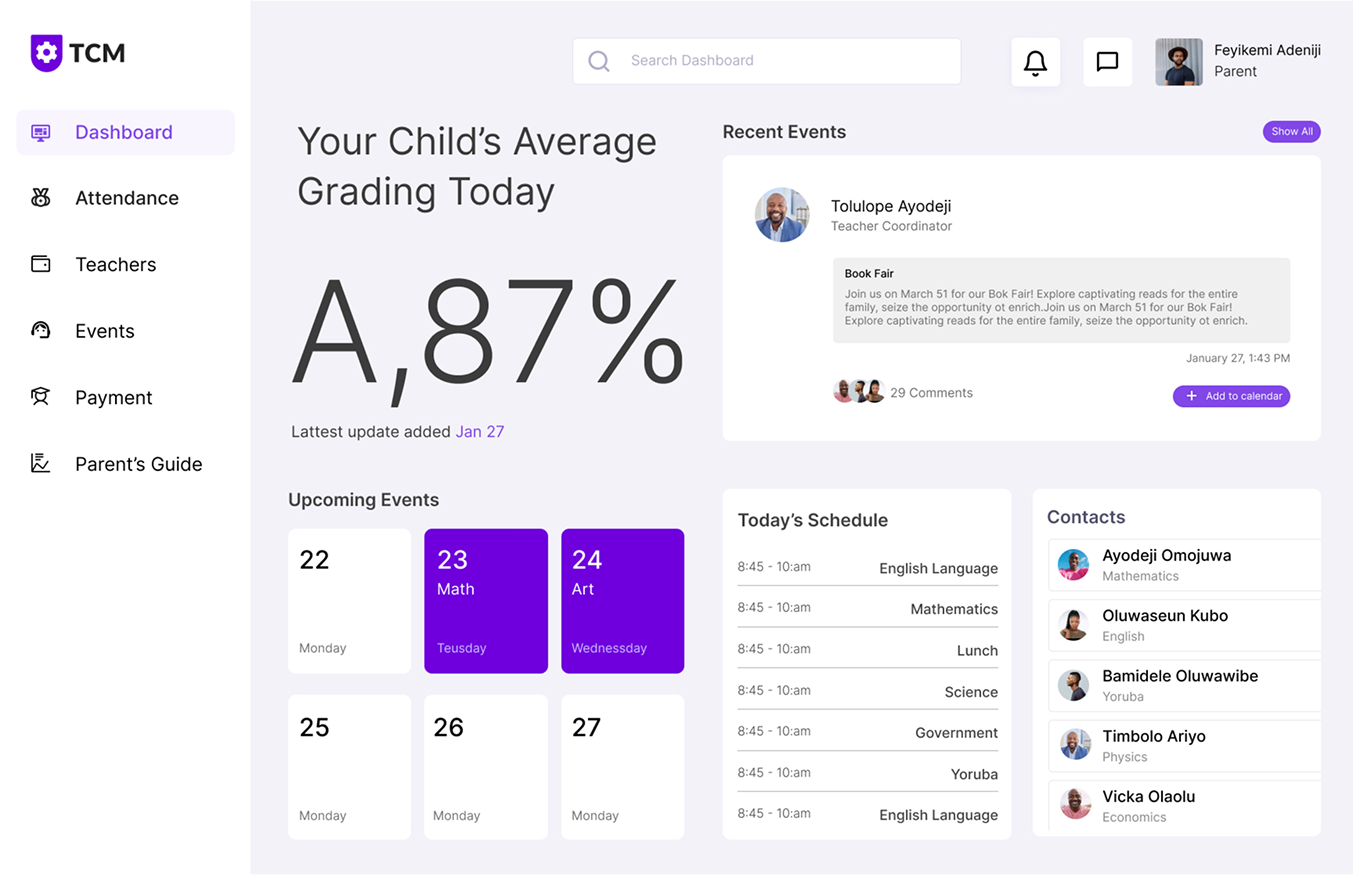 TCM
Dashboard
Attendance
Teachers
Events
Payment
Parent’s Guide
Search Dashboard
Feyikemi Adeniji
Parent
Your Child’s Average
Grading Today
A,87%
Lattest update added Jan 27
Recent Events
Show All
Tolulope Ayodeji
Teacher Coordinator
Book Fair
Join us on March 51 for our Bok Fair! Explore captivating reads for the entire
family, seize the opportunity ot enrich.Join us on March 51 for our Bok Fair!
Explore captivating reads for the entire family, seize the opportunity ot enrich.
January 27, 1:43 PM
29 Comments
+ Add to calendar
Upcoming Events
22
Monday
23
Math
Teusday
24
Art
Wednessday
25
Monday
26
Monday
27
Monday
Today’s Schedule
8:45 - 10:am English Language
8:45 - 10:am Mathematics
8:45 - 10:am Lunch
8:45 - 10:am Science
8:45 - 10:am Government
8:45 - 10:am Yoruba
8:45 - 10:am English Language
Contacts
Ayodeji Omojuwa
Mathematics
Oluwaseun Kubo
English
Bamidele Oluwawibe
Yoruba
Timbolo Ariyo
Physics
Vicka Olaolu
Economics